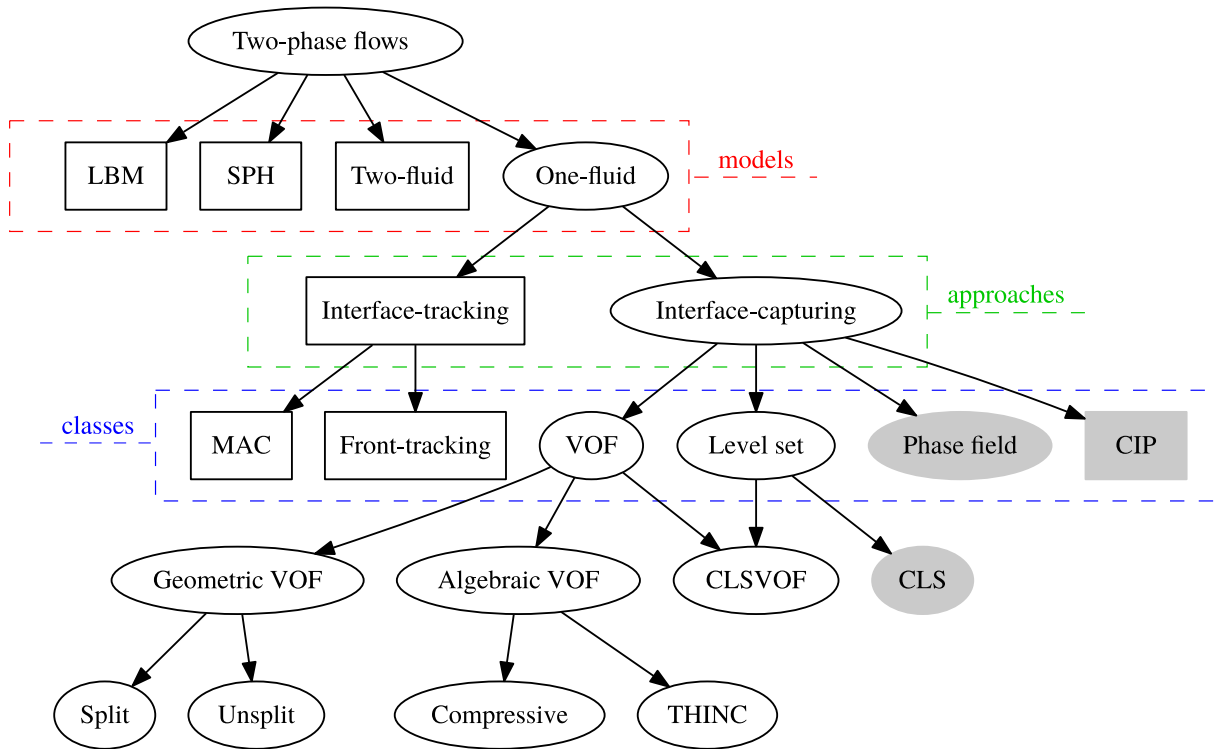 Two-phase flows
LBM
SPH
Two-fluid
One-fluid
models
Interface-tracking
Interface-capturing
approaches
classes
MAC
Front-tracking
VOF
Level set
Phase field
CIP
Geometric VOF
Algebraic VOF
CLSVOF
CLS
Split
Unsplit
Compressive
THINC